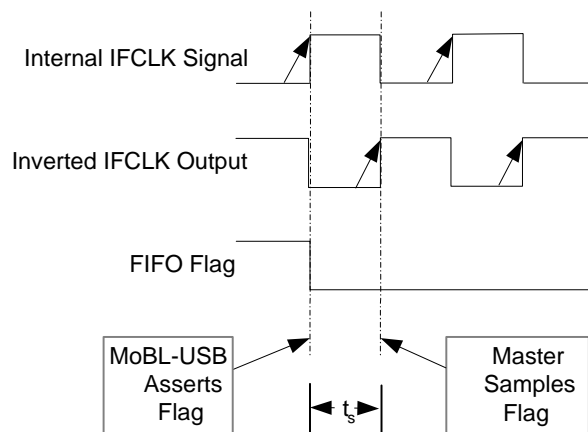 Internal IFCLK Signal
Inverted IFCLK Output
FIFO Flag
MoBL-USB
Asserts
Flag
ts
Master
Samples
Flag